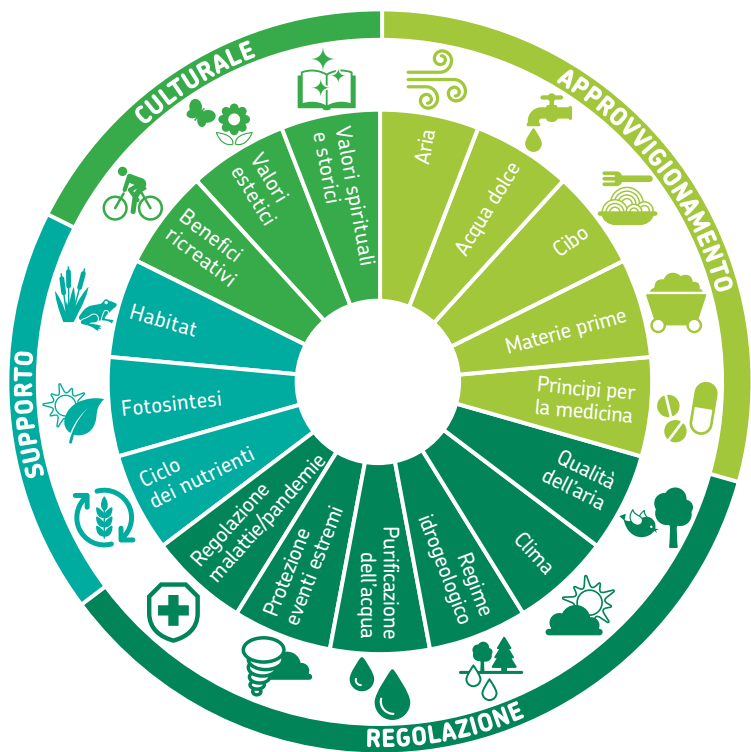 APPROVVIGIONAMENTO
Aria
Acqua dolce
Cibo
Materie prime
Principi per
la medicina
REGOLAZIONE
Qualità
dell'aria
Clima
Regime
idrogeologico
Purificazione
dell'acqua
Protezione
eventi estremi
Regolazione
malattie/pandemie
SUPPORTO
Ciclo
dei nutrienti
Fotosintesi
Habitat
CULTURALE
Benefici
ricreativi
Valori
estetici
Valori spirituali
e storici